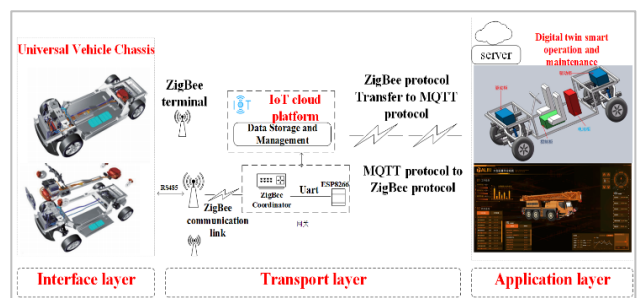 Universal Vehicle Chassis
ZigBee
terminal
IoT cloud
platform
Data Storage and
Management
ZigBee protocol
Transfer to MQTT
protocol
server
Digital twin smart
operation and
maintenance
RS485
ZigBee
communication
link
ZigBee
Coordinator
Uart
ESP8266
网关
MQTT protocol to
ZigBee protocol
Interface layer
Transport layer
Application layer